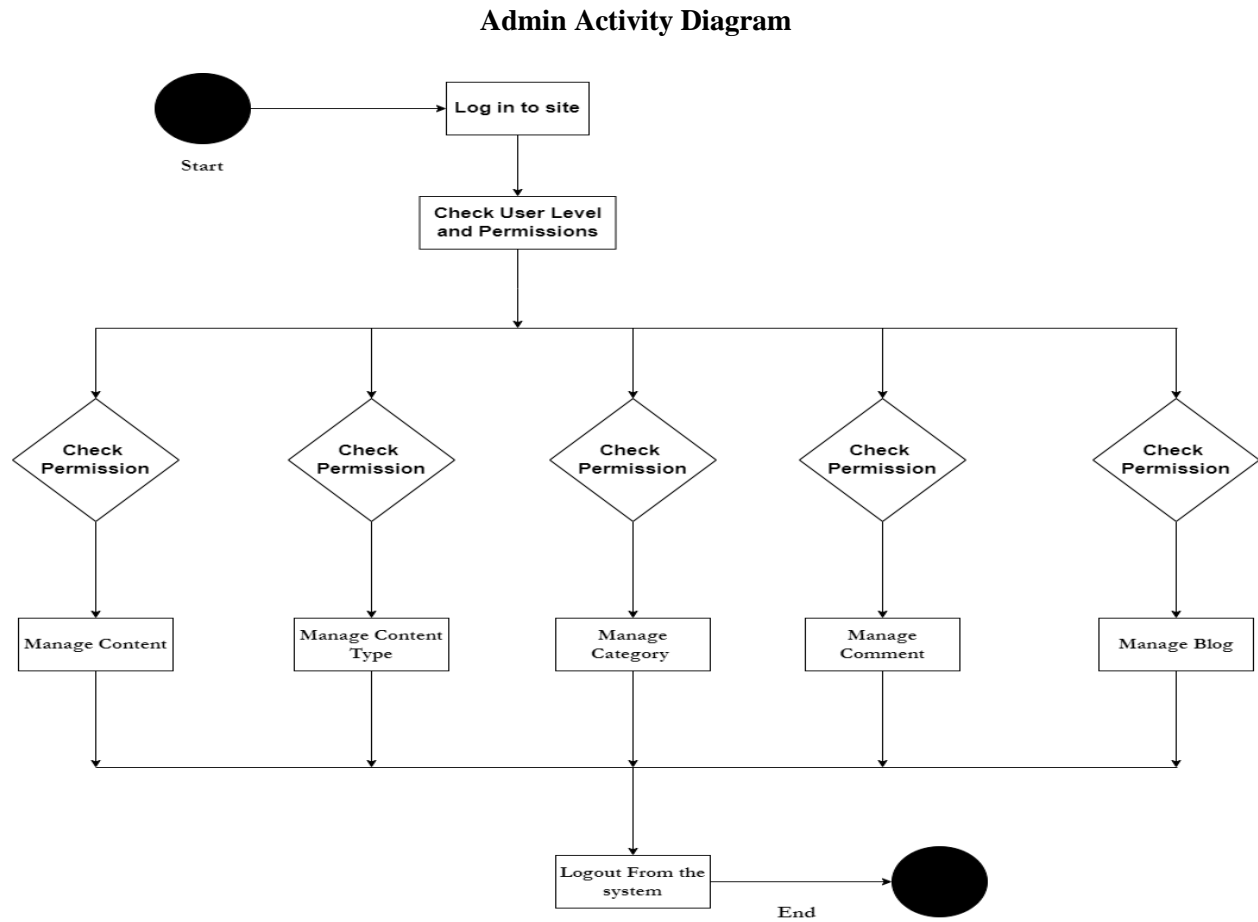 Admin Activity Diagram
Log in to site
Start
Check User Level
and Permissions
Check
Permission
Check
Permission
Check
Permission
Check
Permission
Check
Permission
Manage Content
Manage Content
Type
Manage
Category
Manage
Comment
Manage Blog
Logout From the
system
End